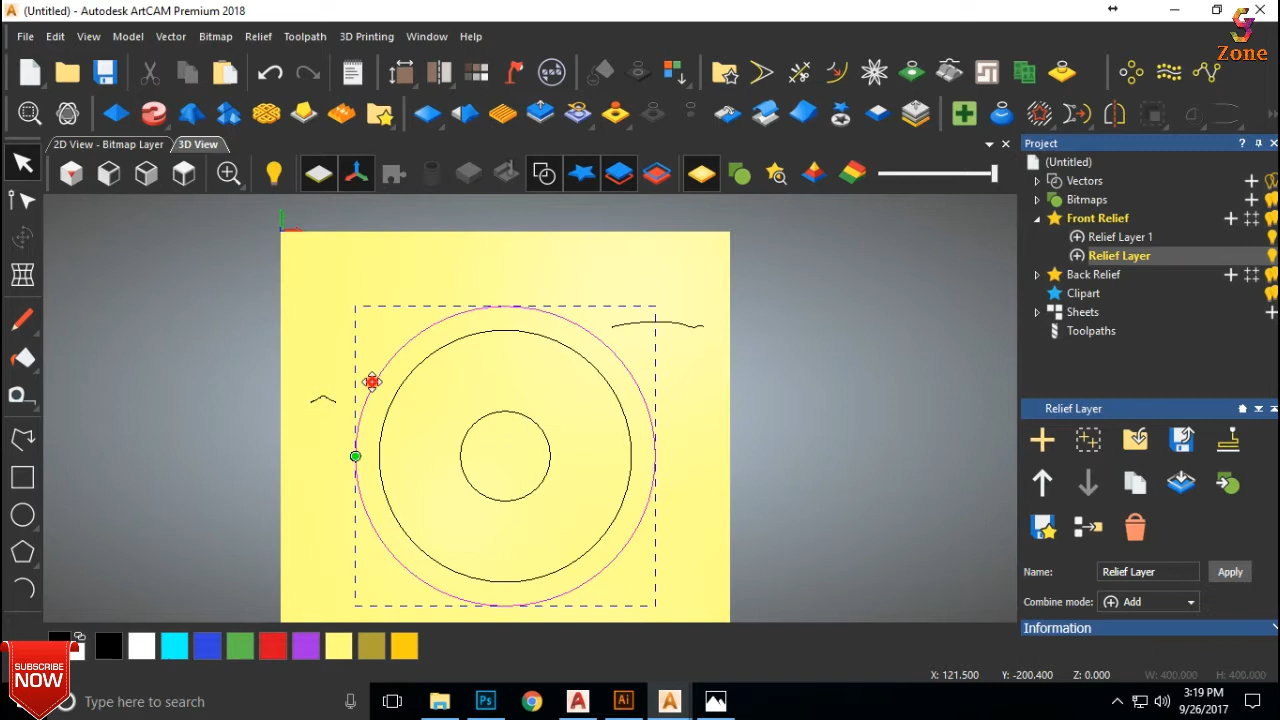 (Untitled) - Autodesk ArtCAM Premium 2018
Zone
File Edit View Model Vector Bitmap Relief Toolpath 3D Printing Window Help
2D View - Bitmap Layer 3D View
Project
(Untitled)
Vectors
Bitmaps
Front Relief
Relief Layer 1
Relief Layer
Back Relief
Clipart
Sheets
Toolpaths
Relief Layer
Name: Relief Layer Apply
Combine mode: Add
Information
X: 121.500 Y: -200.400 Z: 0.000 W: 400.000 H: 400.000
SUBSCRIBE
NOW
Type here to search
Ps
Ai
3:19 PM
9/26/2017